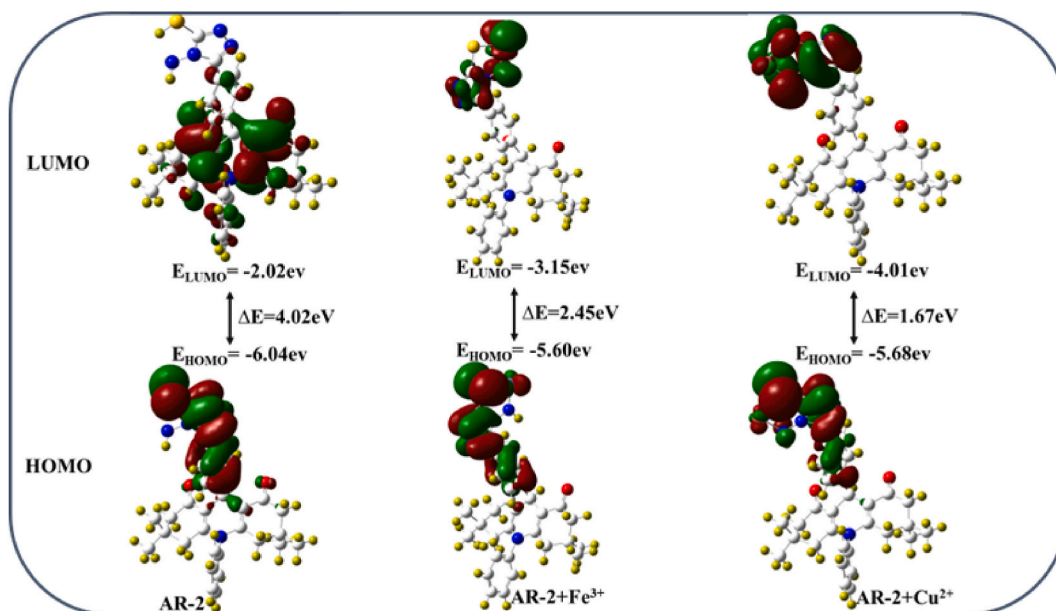 LUMO
E_LUMO= -2.02ev
E_LUMO= -3.15ev
E_LUMO= -4.01ev
ΔE=4.02eV
ΔE=2.45eV
ΔE=1.67eV
E_HOMO= -6.04ev
E_HOMO= -5.60ev
E_HOMO= -5.68ev
HOMO
AR-2
AR-2+Fe³⁺
AR-2+Cu²⁺